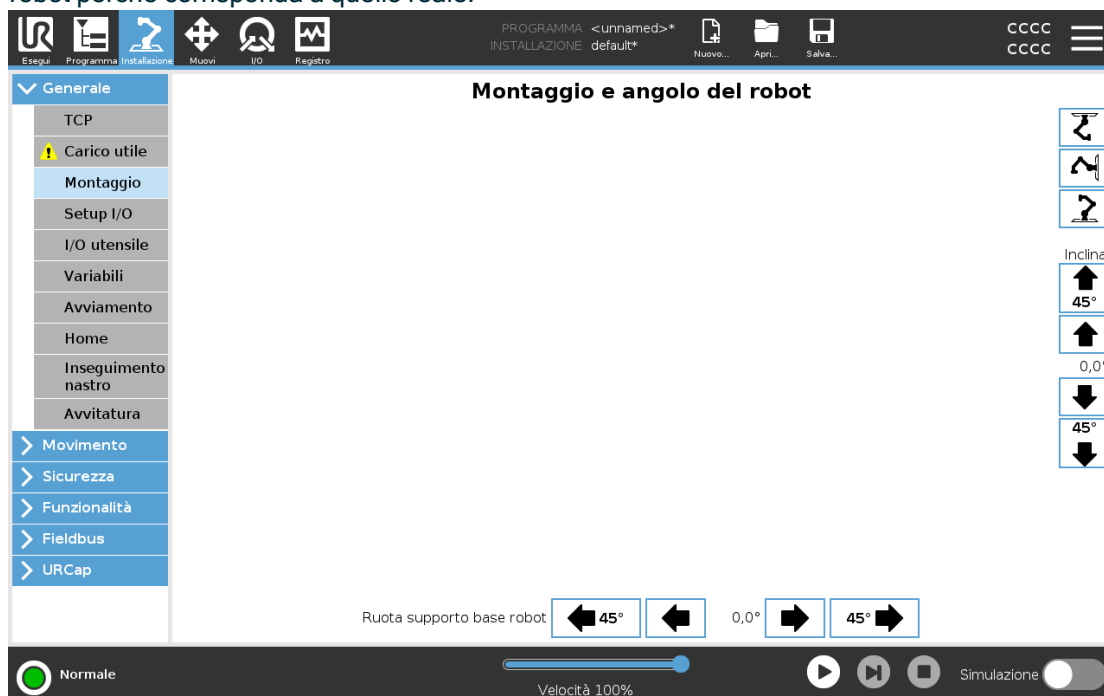 robot perché corrisponda a quello reale.
PROGRAMMA <unnamed>*
INSTALLAZIONE default*
Esegui Programma Installazione Muovi I/O Registro
Nuovo... Apri... Salva...
CCCC
CCCC
Generale
Montaggio e angolo del robot
TCP
Carico utile
Montaggio
Setup I/O
I/O utensile
Variabili
Avviamento
Home
Inseguimento
nastro
Avvitatura
Movimento
Sicurezza
Funzionalità
Fieldbus
URCap
Inclina
45°
0,0°
45°
Ruota supporto base robot 45° 0,0° 45°
Normale
Velocità 100%
Simulazione